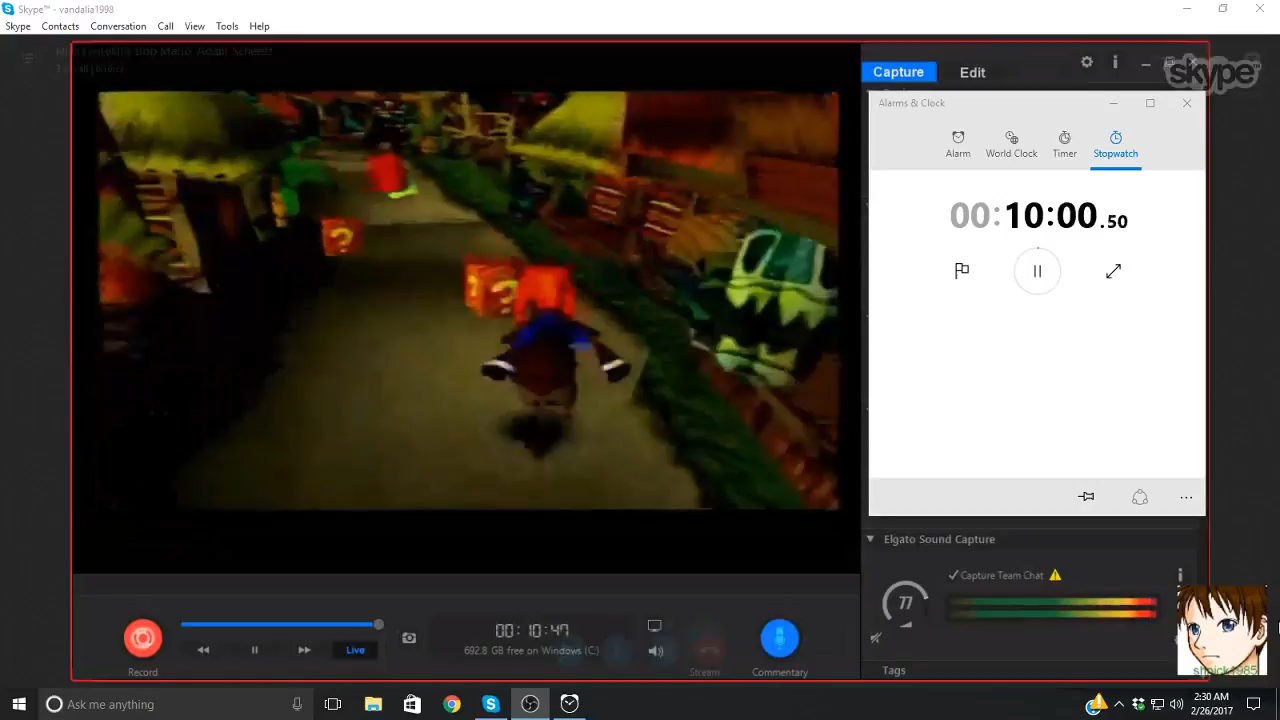 Skype™ - vandalia1998
Skype Contacts Conversation Call View Tools Help
skype
Capture Edit
Alarms & Clock
Alarm World Clock Timer Stopwatch
00:10:00.50
?
?
Elgato Sound Capture
Capture Team Chat
77
00:10:47
692.8 GB free on Windows (C:)
Live
Record Stream Commentary
Tags
shnick1985
Ask me anything
2:30 AM
2/26/2017